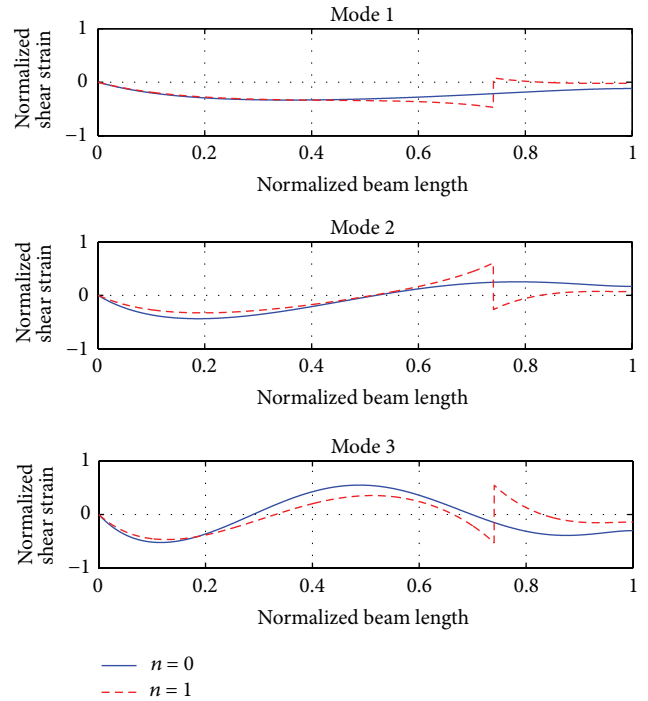 Mode 1
Normalized
shear strain
1
0
−1
0
0.2
0.4
0.6
0.8
1
Normalized beam length
Mode 2
Normalized
shear strain
1
0
−1
0
0.2
0.4
0.6
0.8
1
Normalized beam length
Mode 3
Normalized
shear strain
1
0
−1
0
0.2
0.4
0.6
0.8
1
Normalized beam length
n = 0
n = 1